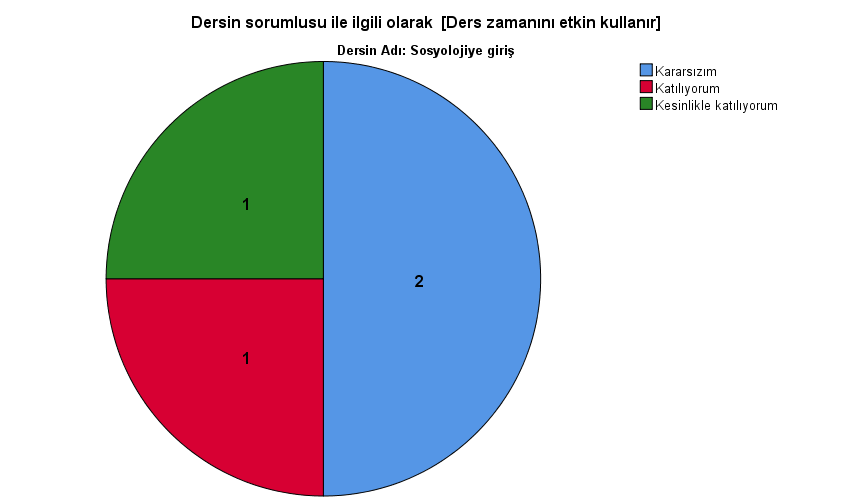 Dersin sorumlusu ile ilgili olarak  [Ders zamanını etkin kullanır]
Dersin Adı: Sosyolojiye giriş
Kararsızım
Katılıyorum
Kesinlikle katılıyorum
1
2
1